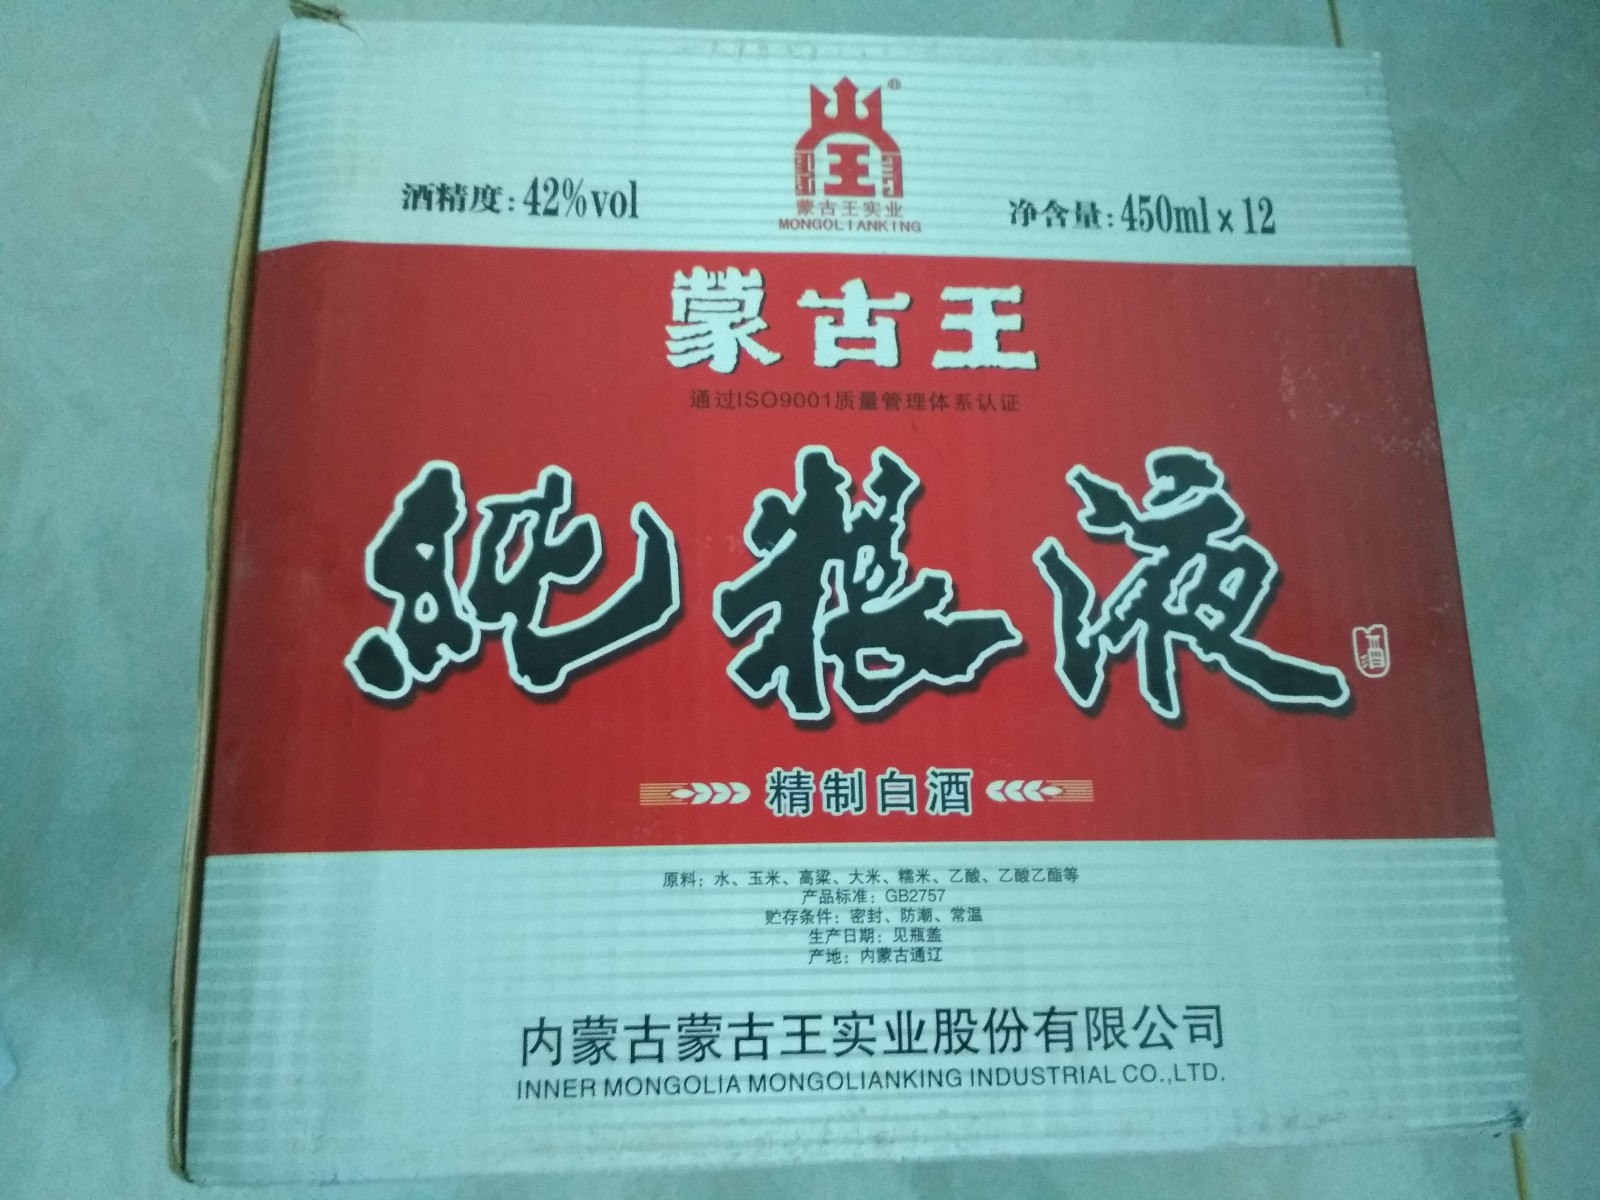 王
®
蒙古王实业
MONGOLIANKING
酒精度:42%vol
净含量:450ml x 12
蒙古王
通过ISO9001质量管理体系认证
純粮液
精制白酒
原料：水、玉米、高粱、大米、糯米、乙酸、乙酸乙酯等
产品标准：GB2757
贮存条件：密封、防潮、常温
生产日期：见瓶盖
产地：内蒙古通辽
内蒙古蒙古王实业股份有限公司
INNER MONGOLIA MONGOLIANKING INDUSTRIAL CO.,LTD.